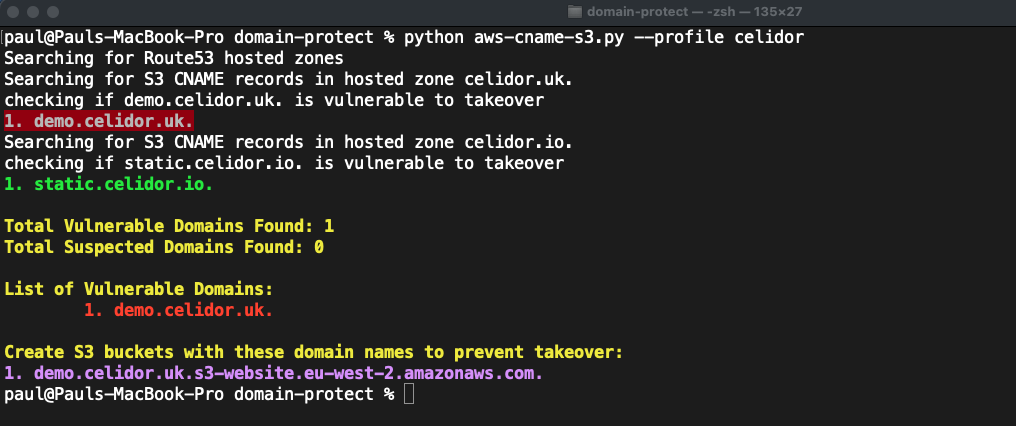 domain-protect — -zsh — 135×27
paul@Pauls-MacBook-Pro domain-protect % python aws-cname-s3.py --profile celidor
Searching for Route53 hosted zones
Searching for S3 CNAME records in hosted zone celidor.uk.
checking if demo.celidor.uk. is vulnerable to takeover
1. demo.celidor.uk.
Searching for S3 CNAME records in hosted zone celidor.io.
checking if static.celidor.io. is vulnerable to takeover
1. static.celidor.io.
Total Vulnerable Domains Found: 1
Total Suspected Domains Found: 0
List of Vulnerable Domains:
1. demo.celidor.uk.
Create S3 buckets with these domain names to prevent takeover:
1. demo.celidor.uk.s3-website.eu-west-2.amazonaws.com.
paul@Pauls-MacBook-Pro domain-protect %